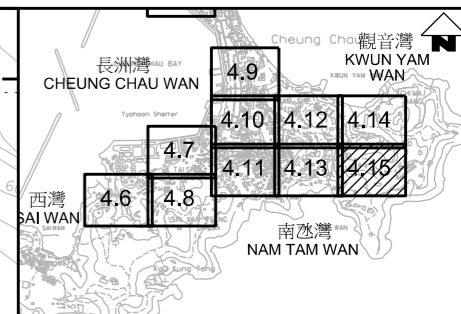 Cheung Ch
觀音灣
KWUN YAM
WAN
N
長洲灣
CHEUNG CHAU WAN
Typhoon Shelter
4.9
4.10
4.12
4.14
4.7
4.11
4.13
4.15
4.6
4.8
西灣
SAI WAN
SAIWAN
南氹灣
NAM TAM WAN